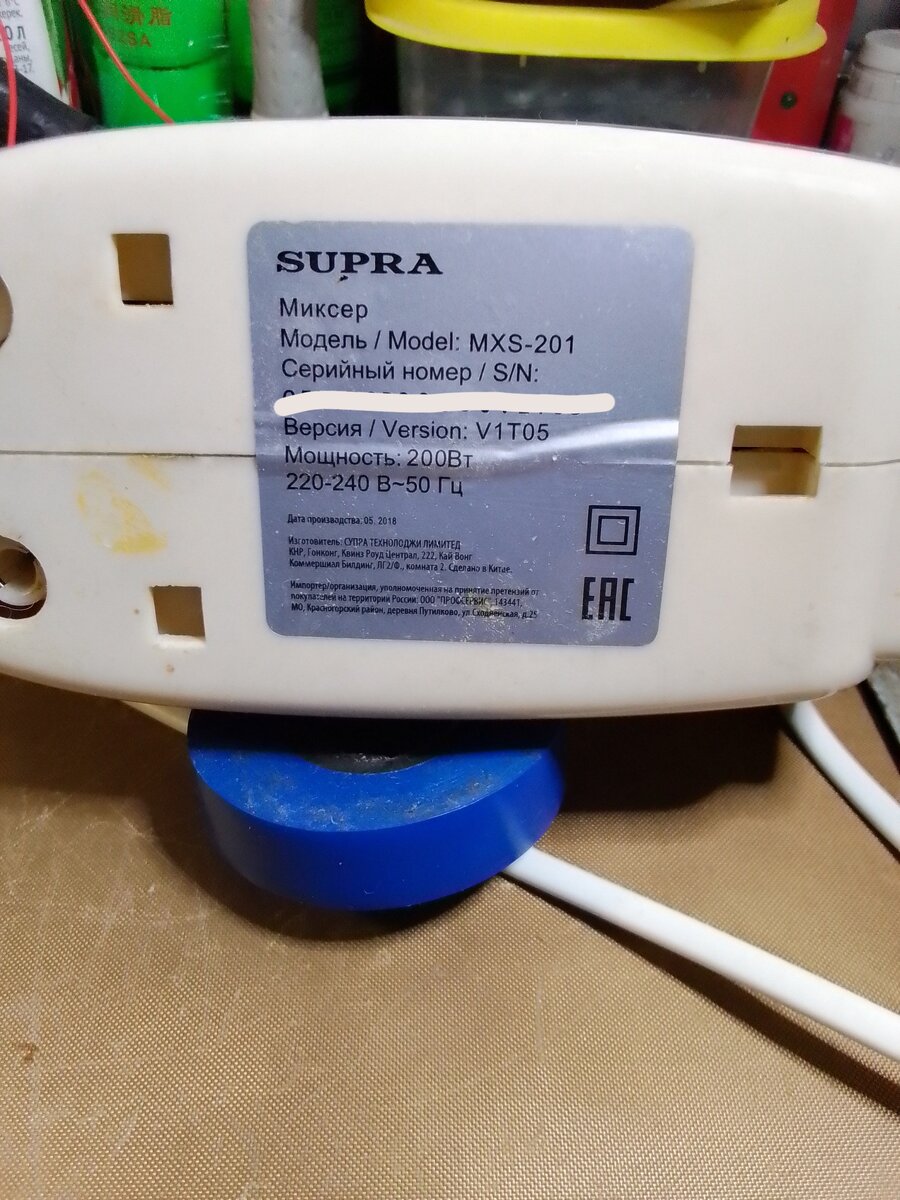 SUPRA
Миксер
Модель / Model: MXS-201
Серийный номер / S/N:
Версия / Version: V1T05
Мощность: 200Вт
220-240 В~50 Гц
Дата производства: 05. 2018
Изготовитель: СУПРА ТЕХНОЛОДЖИ ЛИМИТЕД
КНР, Гонконг, Квинз Роуд Централ, 222, Кай Вонг
Коммершиал Билдинг, ЛГ2/Ф., комната 2. Сделано в Китае.
Импортер/организация, уполномоченная на принятие претензий от
покупателей на территории России: ООО "ПРОССЕРВИС", 143441,
МО, Красногорский район, деревня Путилково, ул.Сходненская, д.25
EAC